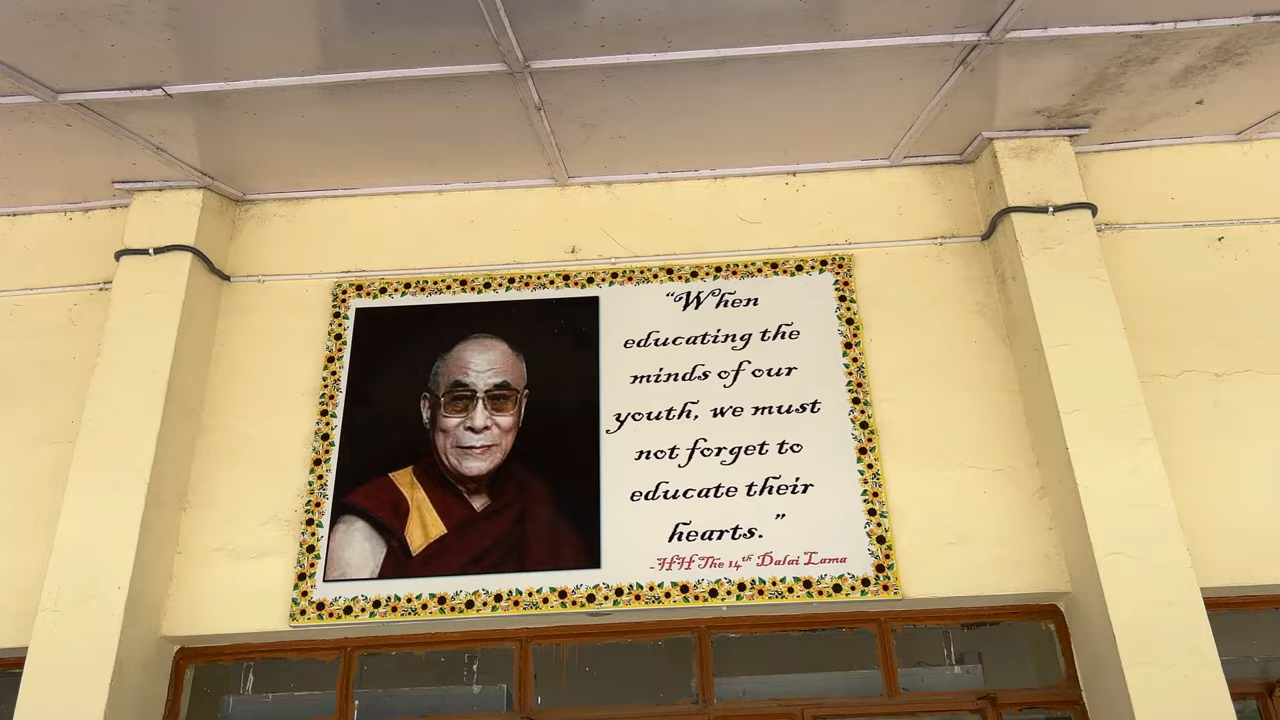 “When
educating the
minds of our
youth, we must
not forget to
educate their
hearts.”
-HH The 14th Dalai Lama